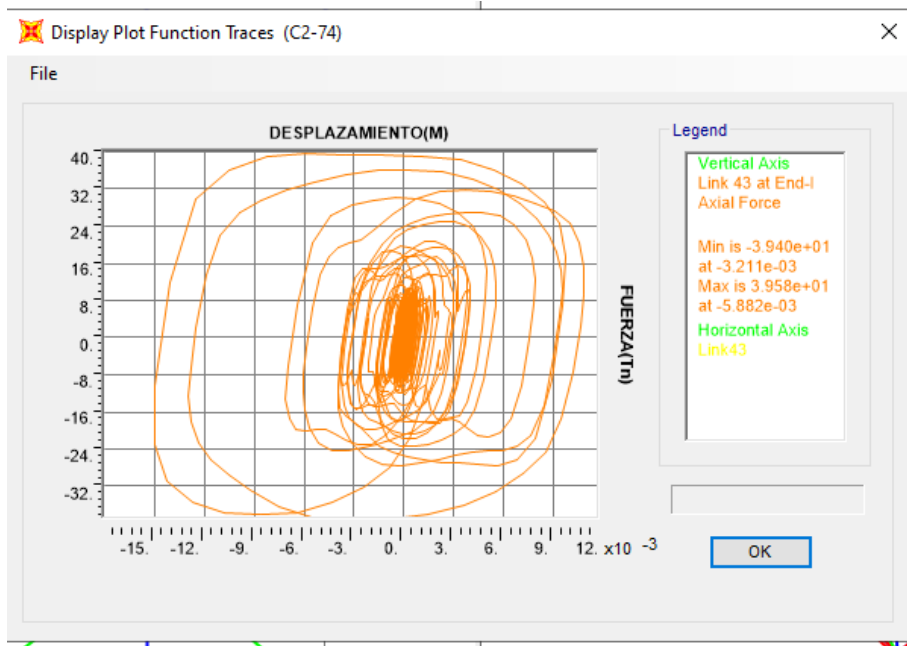 Display Plot Function Traces (C2-74)
File
DESPLAZAMIENTO(M)
40.
32.
24.
16.
8.
0.
-8.
-16.
-24.
-32.
FUERZA(Tn)
-15. -12. -9. -6. -3. 0. 3. 6. 9. 12. x10 -3
Legend
Vertical Axis
Link 43 at End-I
Axial Force
Min is -3.940e+01
at -3.211e-03
Max is 3.958e+01
at -5.882e-03
Horizontal Axis
Link43
OK